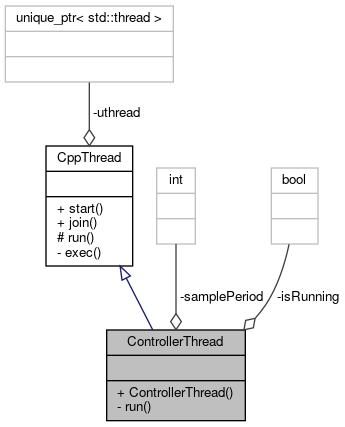 unique_ptr< std::thread >
-uthread
CppThread
+ start()
+ join()
# run()
- exec()
int
bool
-samplePeriod
-isRunning
ControllerThread
+ ControllerThread()
- run()